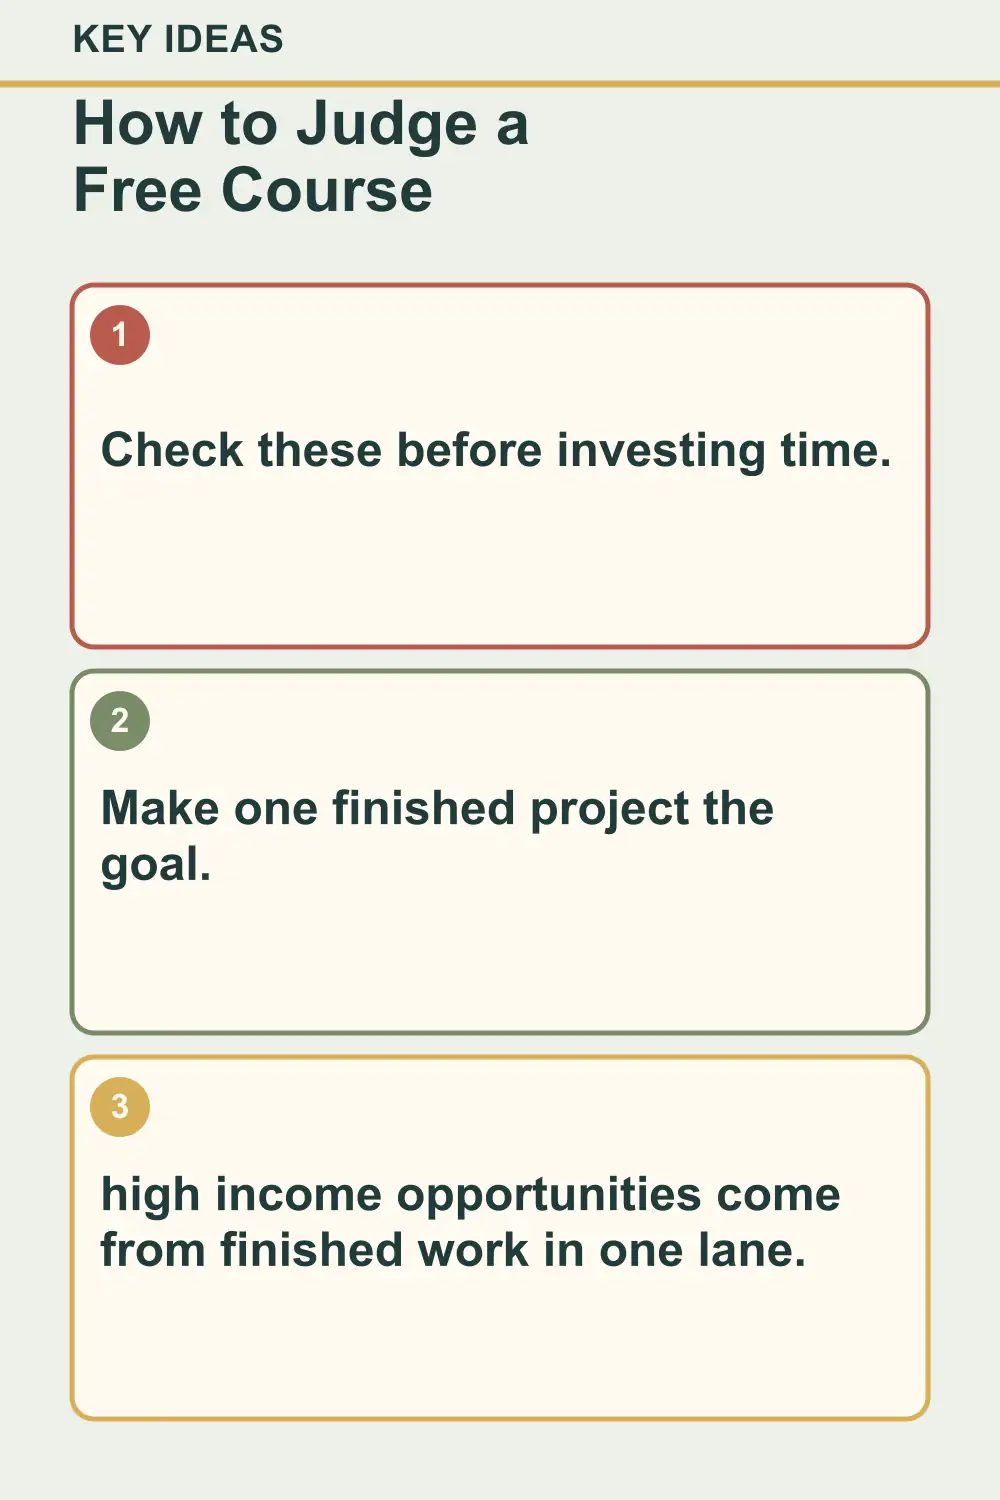 KEY IDEAS
How to Judge a
Free Course
1
Check these before investing time.
2
Make one finished project the
goal.
3
high income opportunities come
from finished work in one lane.